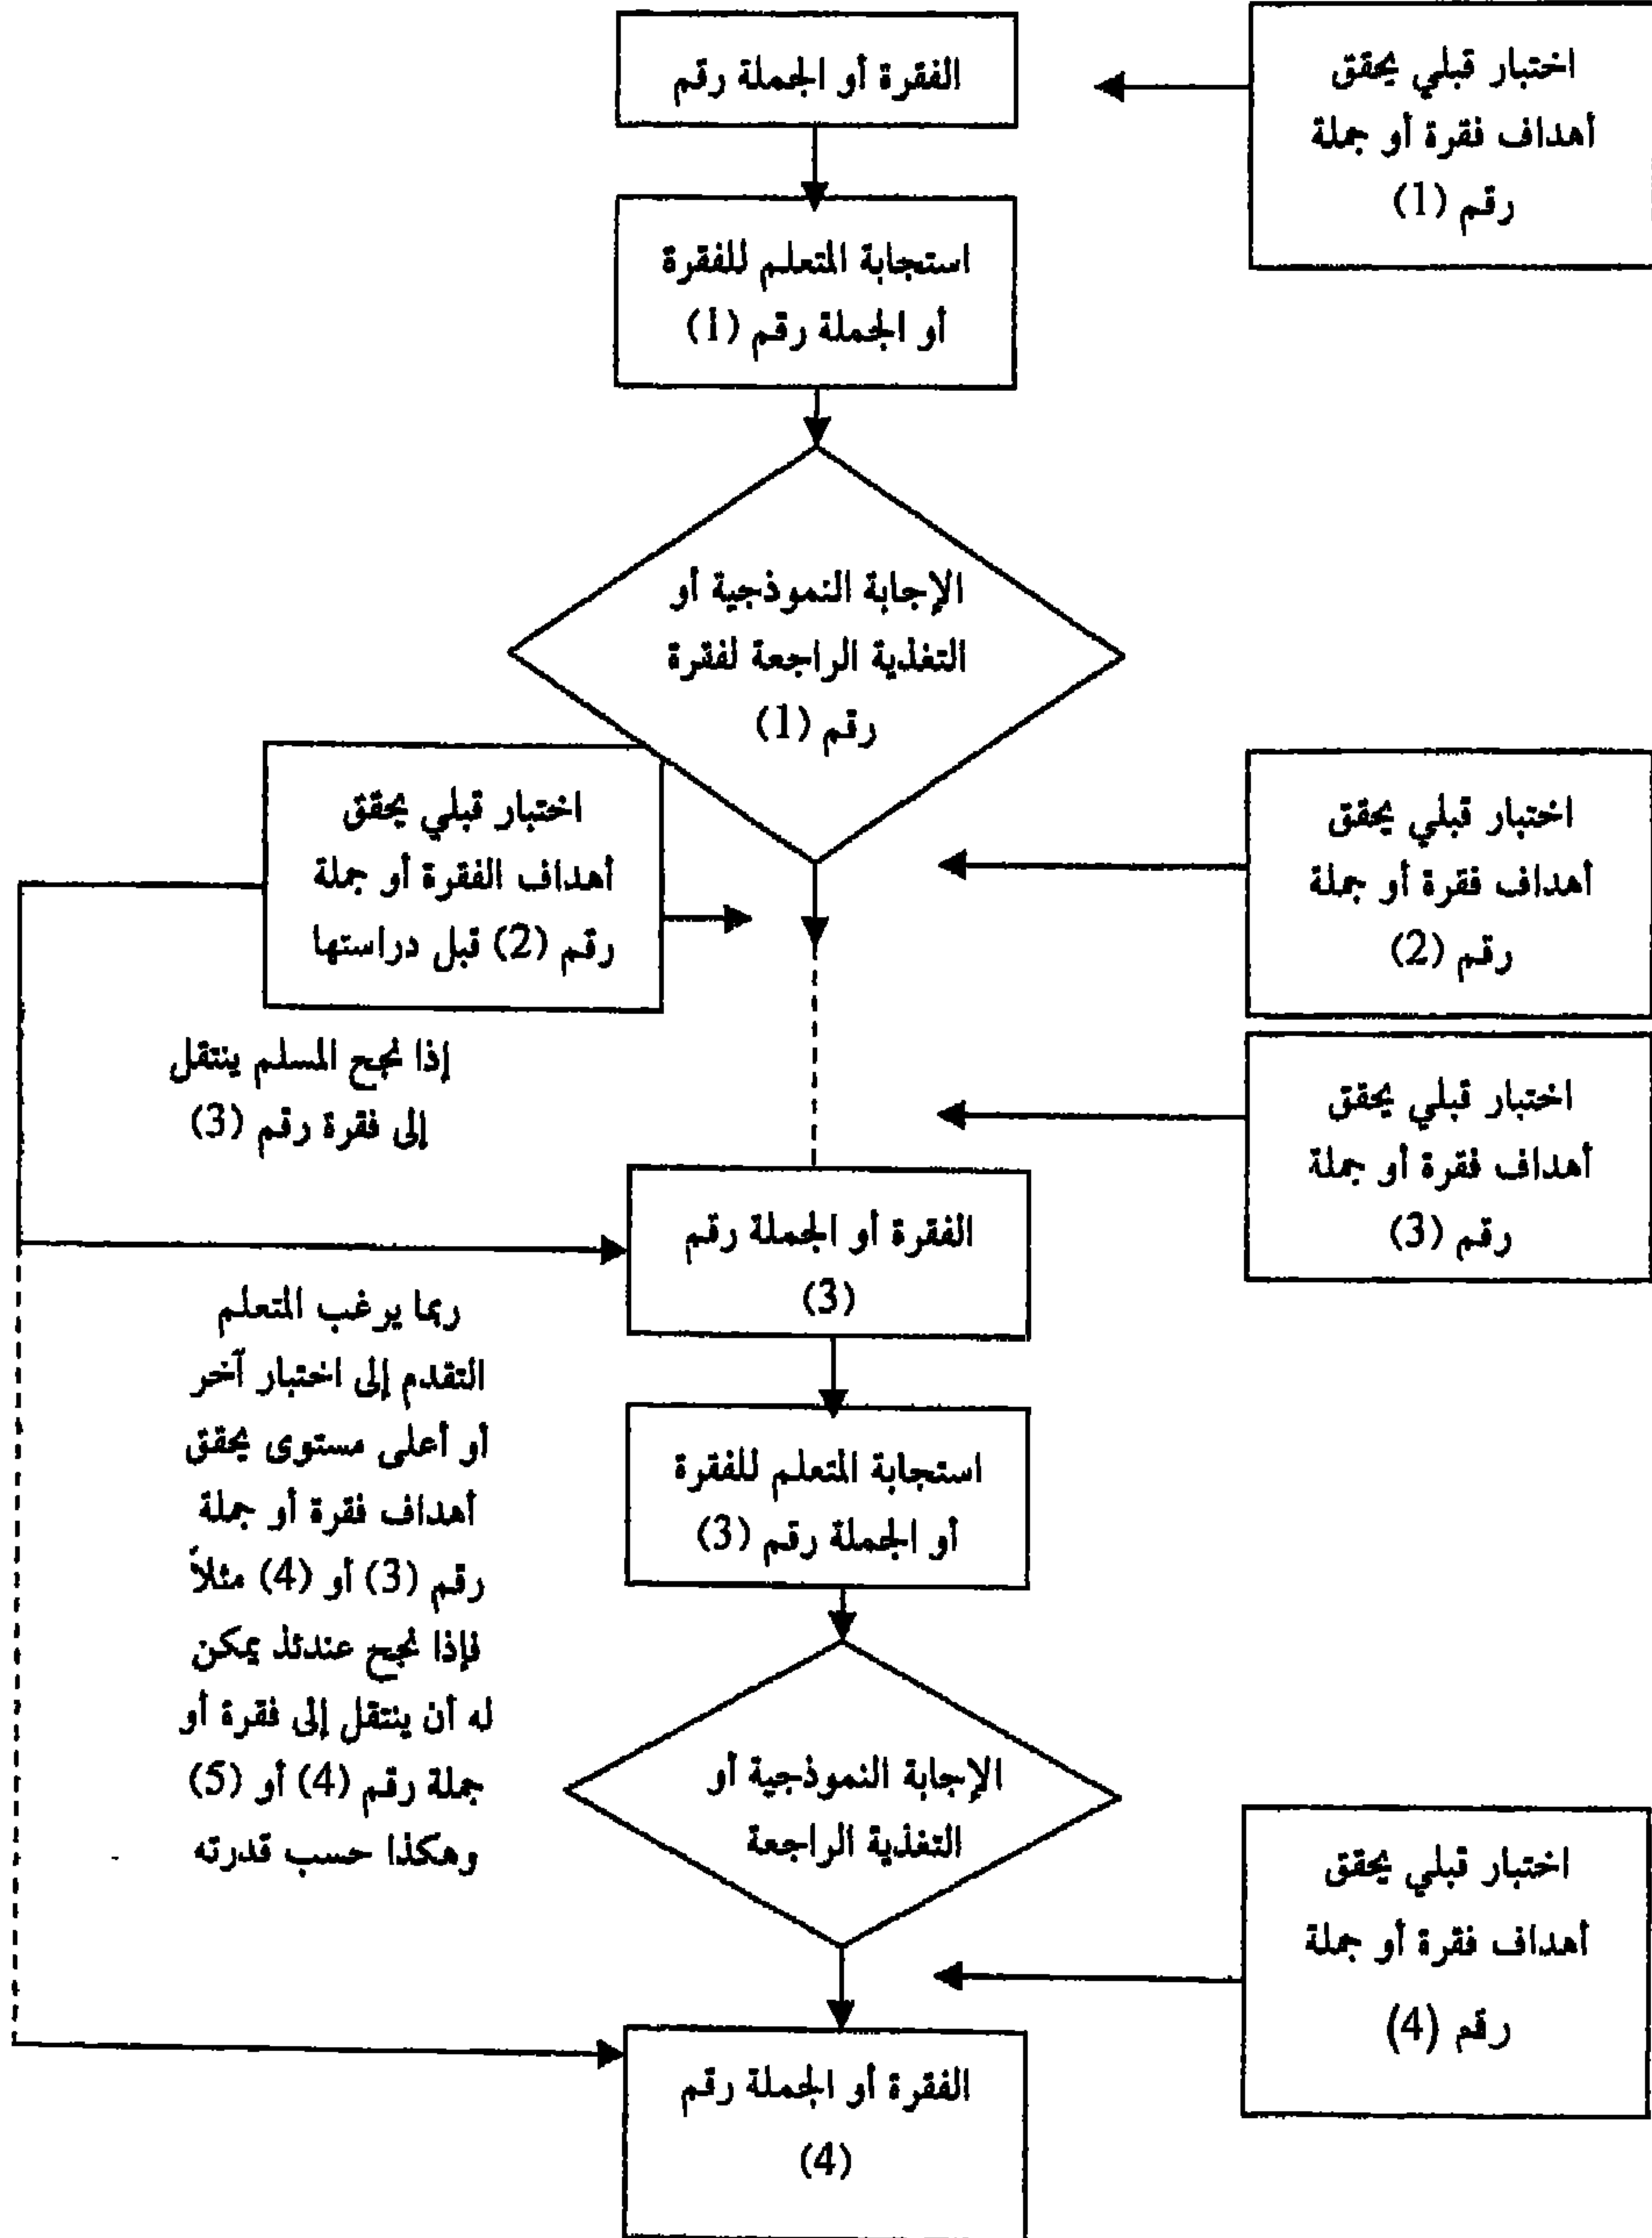 الفقرة أو الجملة رقم
اختبار قبلي يحقق
أهداف فقرة أو جملة
رقم (1)
استجابة المتعلم للفقرة
أو الجملة رقم (1)
الإجابة النموذجية أو
التغذية الراجعة لفقرة
رقم (1)
اختبار قبلي يحقق
أهداف فقرة أو جملة
رقم (2)
اختبار قبلي يحقق
أهداف الفقرة أو جملة
رقم (2) قبل دراستها
إذا نجح المسلم ينتقل
إلى فقرة رقم (3)
اختبار قبلي يحقق
أهداف فقرة أو جملة
رقم (3)
الفقرة أو الجملة رقم
(3)
ربما يرغب المتعلم
التقدم إلى اختبار آخر
أو أعلى مستوى يحقق
أهداف فقرة أو جملة
رقم (3) أو (4) مثلاً
فإذا نجح عندئذ يمكن
له أن ينتقل إلى فقرة أو
جملة رقم (4) أو (5)
وهكذا حسب قدرته
استجابة المتعلم للفقرة
أو الجملة رقم (3)
الإجابة النموذجية أو
التغذية الراجعة
اختبار قبلي يحقق
أهداف فقرة أو جملة
رقم (4)
الفقرة أو الجملة رقم
(4)